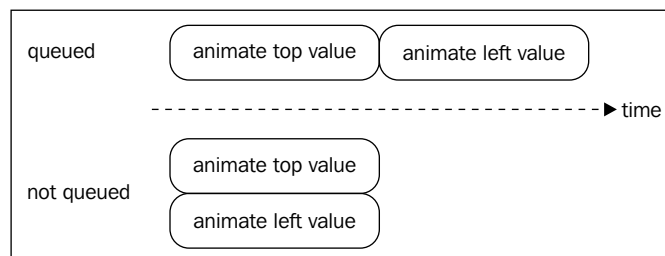 queued
animate top value
animate left value
time
animate top value
not queued
animate left value